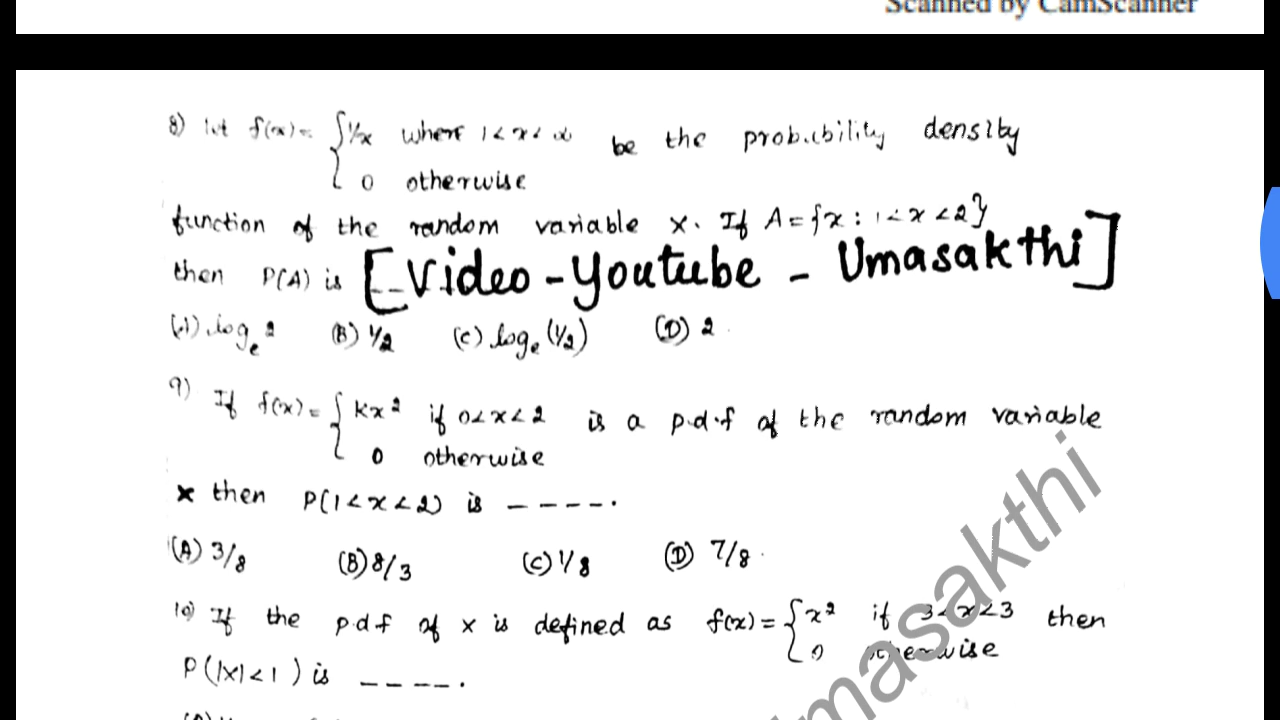 Scanned by CamScanner
8) let f(x) = { 1/x where 1 < x < ∞ be the probability density
0 otherwise
function of the random variable x. If A = {x : 1 < x < 2}
then P(A) is [--Video - Youtube - Umasakthi]
(A) log_e 2 (B) 1/2 (C) log_e (1/2) (D) 2.
9) If f(x) = { kx² if 0 < x < 2 is a p.d.f of the random variable
0 otherwise
x then P(1 < x < 2) is ----.
(A) 3/8 (B) 8/3 (C) 1/8 (D) 7/8.
10) If the p.d.f of x is defined as f(x) = { x² if 3 < x < 3 then
0 otherwise
P(|x| < 1) is ----.
masakthi